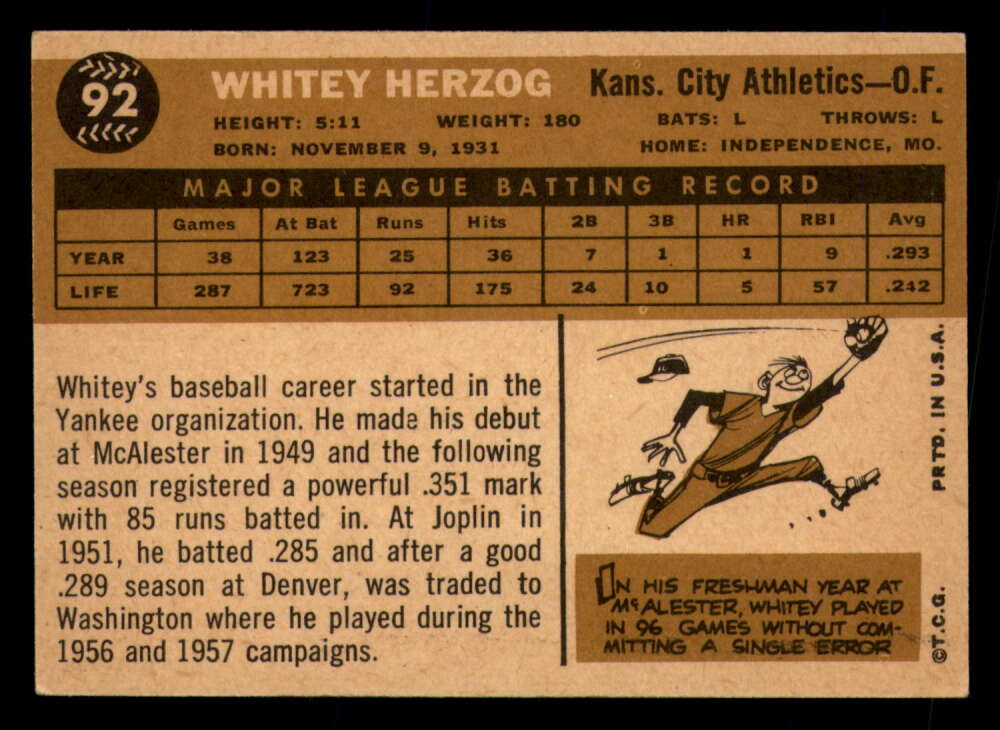 92
WHITEY HERZOG Kans. City Athletics—O.F.
HEIGHT: 5:11 WEIGHT: 180 BATS: L THROWS: L
BORN: NOVEMBER 9, 1931 HOME: INDEPENDENCE, MO.
MAJOR LEAGUE BATTING RECORD
Games At Bat Runs Hits 2B 3B HR RBI Avg
YEAR 38 123 25 36 7 1 1 9 .293
LIFE 287 723 92 175 24 10 5 57 .242
Whitey's baseball career started in the
Yankee organization. He made his debut
at McAlester in 1949 and the following
season registered a powerful .351 mark
with 85 runs batted in. At Joplin in
1951, he batted .285 and after a good
.289 season at Denver, was traded to
Washington where he played during the
1956 and 1957 campaigns.
IN HIS FRESHMAN YEAR AT
McALESTER, WHITEY PLAYED
IN 96 GAMES WITHOUT COM-
MITTING A SINGLE ERROR
©T.C.G. PRTD. IN U.S.A.